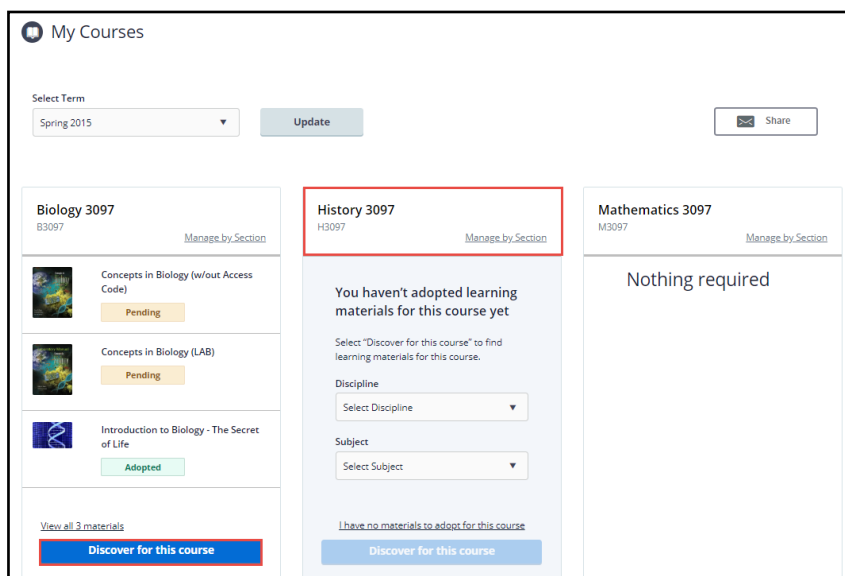 My Courses
Select Term
Spring 2015
Update
Share
Biology 3097
B3097
Manage by Section
Concepts in Biology (w/out Access
Code)
Pending
Concepts in Biology (LAB)
Pending
Introduction to Biology - The Secret
of Life
Adopted
View all 3 materials
Discover for this course
History 3097
H3097
Manage by Section
You haven't adopted learning
materials for this course yet
Select "Discover for this course" to find
learning materials for this course.
Discipline
Select Discipline
Subject
Select Subject
I have no materials to adopt for this course
Discover for this course
Mathematics 3097
M3097
Manage by Section
Nothing required